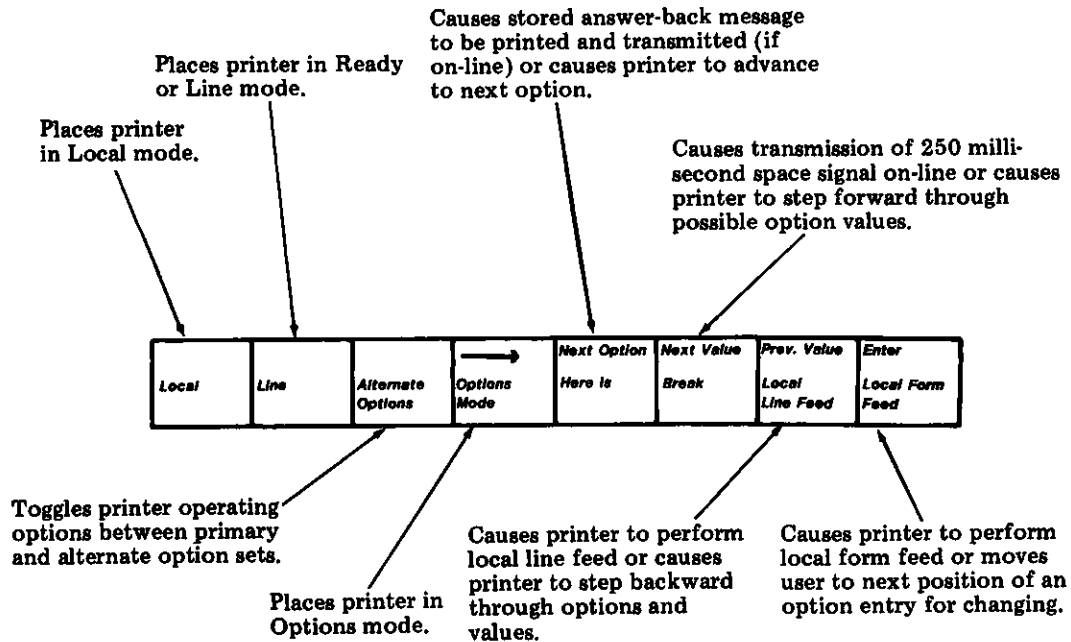 Causes stored answer-back message
to be printed and transmitted (if
on-line) or causes printer to advance
to next option.
Places printer in Ready
or Line mode.
Places printer
in Local mode.
Causes transmission of 250 milli-
second space signal on-line or causes
printer to step forward through
possible option values.
Local
Line
Alternate
Options
Options
Mode
Next Option
Here is
Next Value
Break
Prev. Value
Local
Line Feed
Enter
Local Form
Feed
Toggles printer operating
options between primary
and alternate option sets.
Places printer in
Options mode.
Causes printer to perform
local line feed or causes
printer to step backward
through options and
values.
Causes printer to perform
local form feed or moves
user to next position of an
option entry for changing.